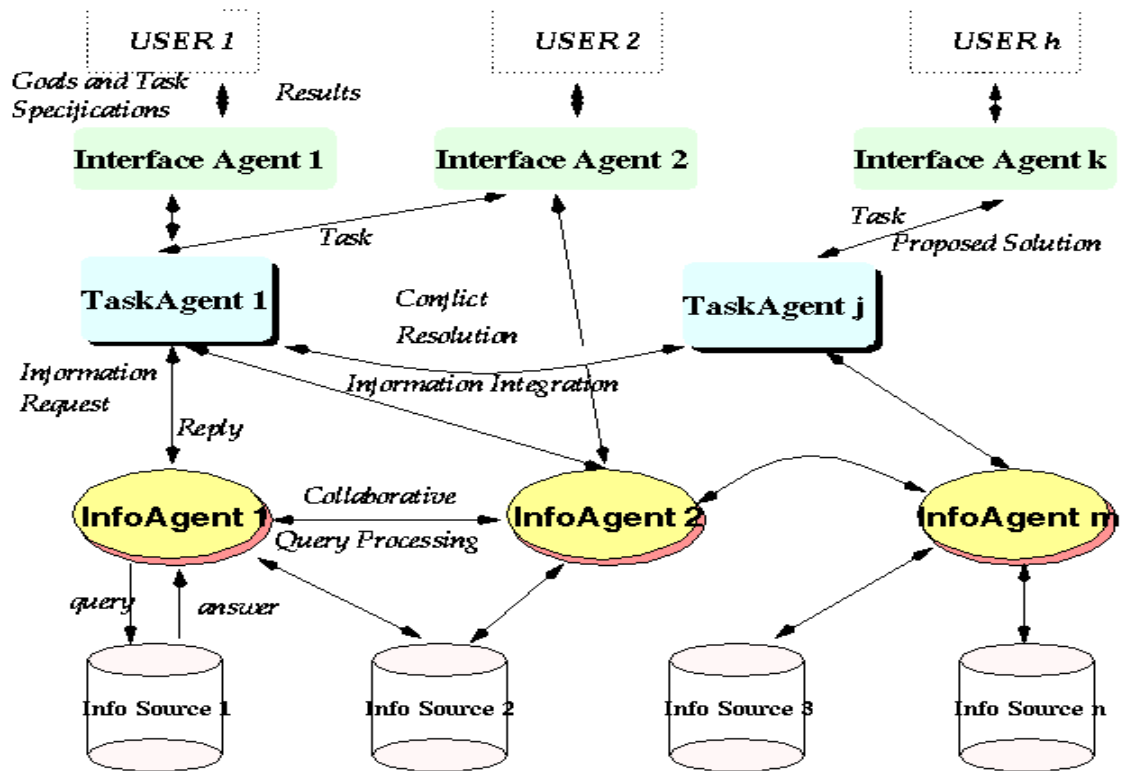 USER 1
USER 2
USER h
Goals and Task
Specifications
Results
Interface Agent 1
Interface Agent 2
Interface Agent k
Task
Task
Proposed Solution
TaskAgent 1
Conflict
Resolution
TaskAgent j
Information
Request
Information Integration
Reply
InfoAgent 1
Collaborative
Query Processing
InfoAgent 2
InfoAgent m
query
answer
Info Source 1
Info Source 2
Info Source 3
Info Source n